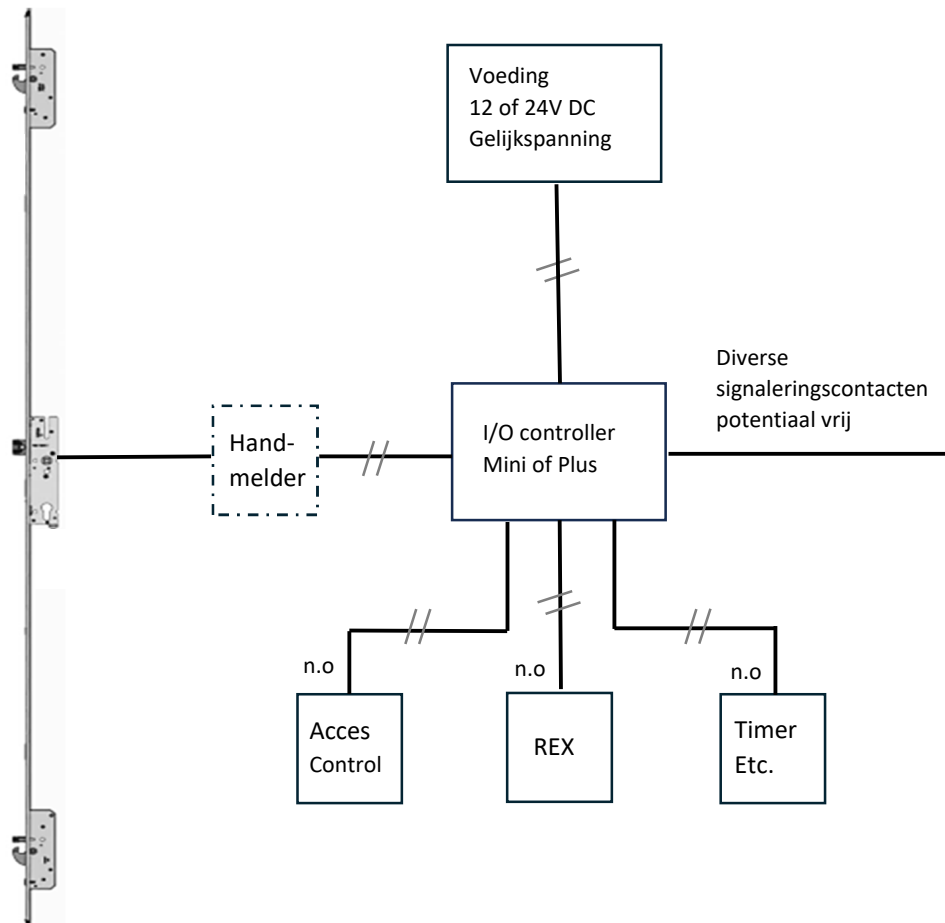 Voeding
12 of 24V DC
Gelijkspanning
Diverse
signaleringscontacten
potentiaal vrij
Hand-
melder
I/O controller
Mini of Plus
n.o
n.o
n.o
Acces
Control
REX
Timer
Etc.